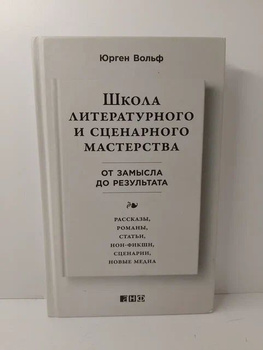 Юрген Вольф
Школа
литературного
и сценарного
мастерства
от замысла
до результата
рассказы,
романы,
статьи,
нон-фикшн,
сценарии,
новые медиа